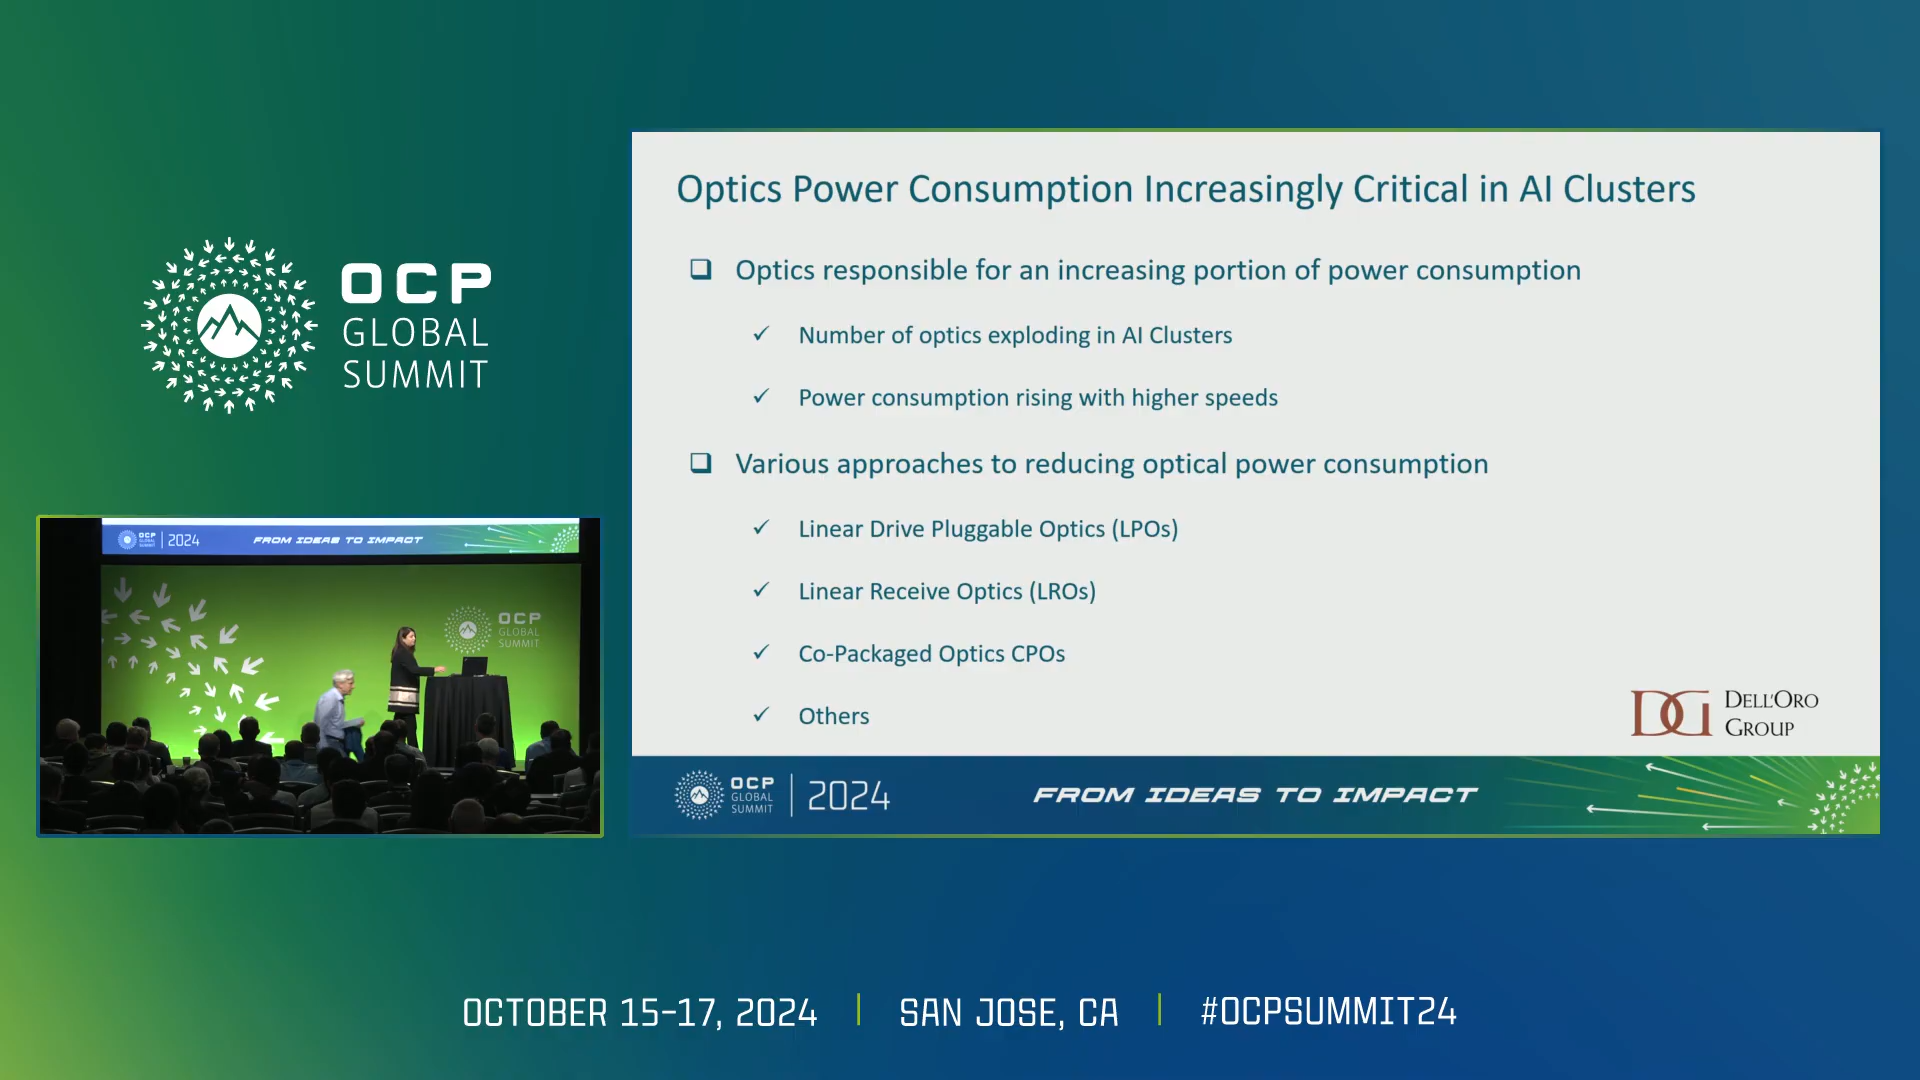 OCP
GLOBAL
SUMMIT
Optics Power Consumption Increasingly Critical in AI Clusters
Optics responsible for an increasing portion of power consumption
Number of optics exploding in AI Clusters
Power consumption rising with higher speeds
Various approaches to reducing optical power consumption
Linear Drive Pluggable Optics (LPOs)
Linear Receive Optics (LROs)
Co-Packaged Optics CPOs
Others
DG DELL'ORO
GROUP
OCP
GLOBAL
SUMMIT
2024
FROM IDEAS TO IMPACT
OCP
GLOBAL
SUMMIT
2024
FROM IDEAS TO IMPACT
OCP
GLOBAL
SUMMIT
OCTOBER 15-17, 2024
SAN JOSE, CA
#OCPSUMMIT24